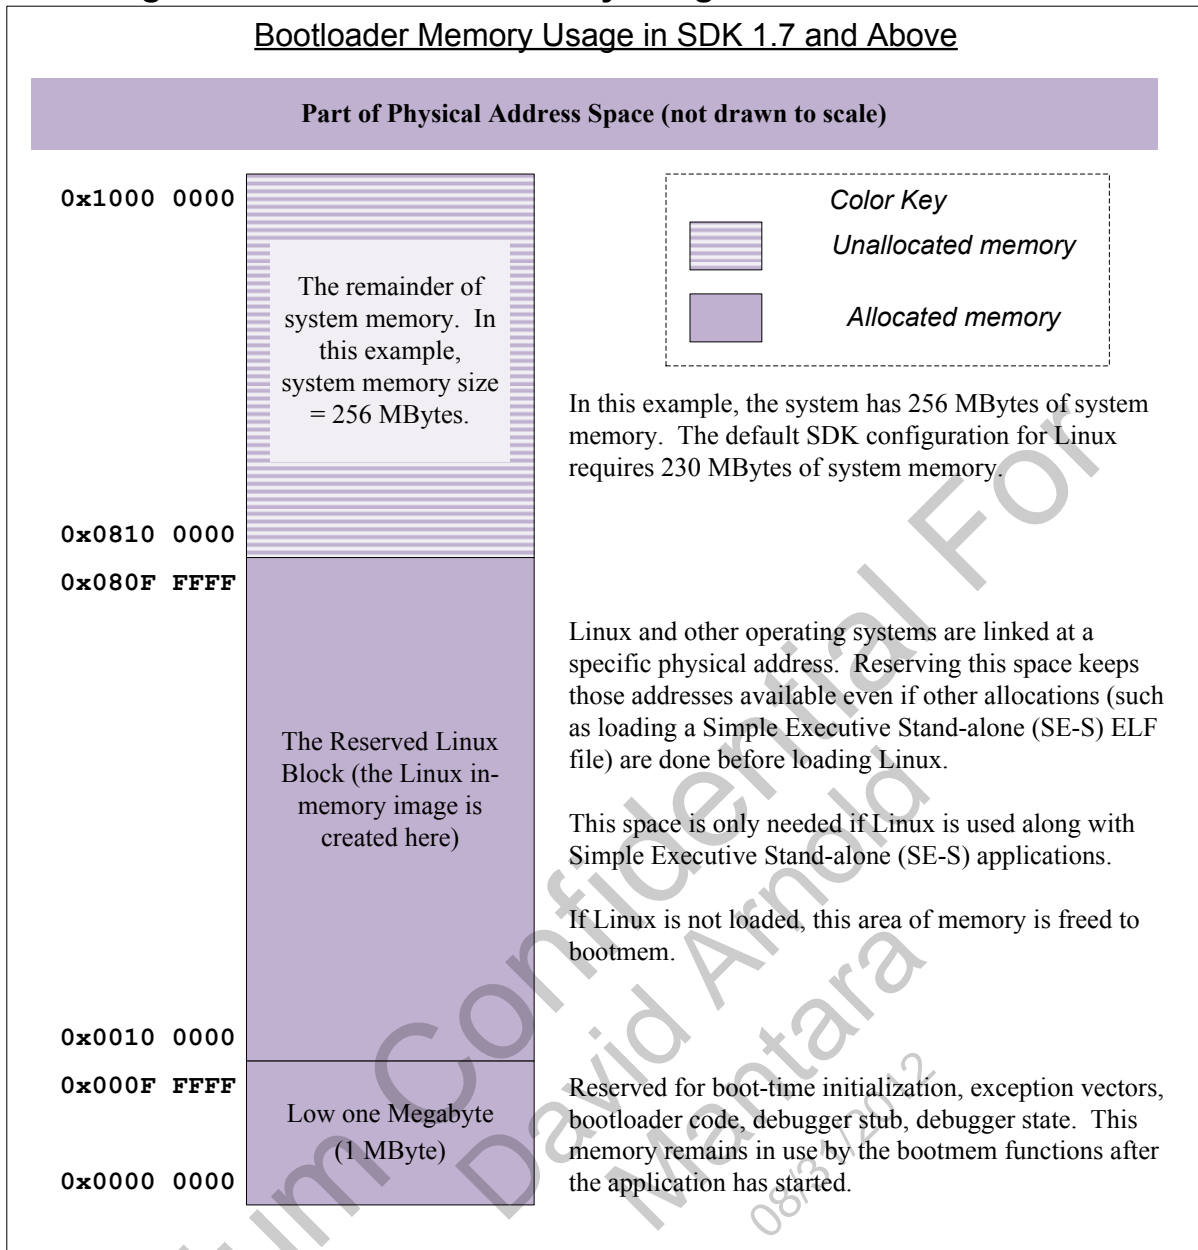 Bootloader Memory Usage in SDK 1.7 and Above
Part of Physical Address Space (not drawn to scale)
0x1000 0000
The remainder of
system memory. In
this example,
system memory size
= 256 MBytes.
Color Key
Unallocated memory
Allocated memory
In this example, the system has 256 MBytes of system
memory. The default SDK configuration for Linux
requires 230 MBytes of system memory.
0x0810 0000
0x080F FFFF
The Reserved Linux
Block (the Linux in-
memory image is
created here)
Linux and other operating systems are linked at a
specific physical address. Reserving this space keeps
those addresses available even if other allocations (such
as loading a Simple Executive Stand-alone (SE-S) ELF
file) are done before loading Linux.
This space is only needed if Linux is used along with
Simple Executive Stand-alone (SE-S) applications.
If Linux is not loaded, this area of memory is freed to
bootmem.
0x0010 0000
0x000F FFFF
Low one Megabyte
(1 MByte)
0x0000 0000
Reserved for boot-time initialization, exception vectors,
bootloader code, debugger stub, debugger state. This
memory remains in use by the bootmem functions after
the application has started.
Confidential For
David Arnold
Mantara
08/31/2012